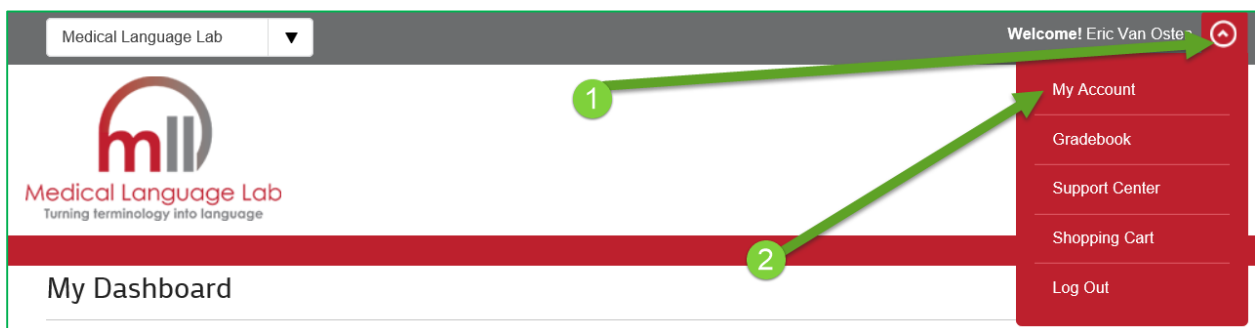 Medical Language Lab
Welcome! Eric Van Osten
1
My Account
mll
Gradebook
Medical Language Lab
Support Center
Turning terminology into language
Shopping Cart
2
My Dashboard
Log Out